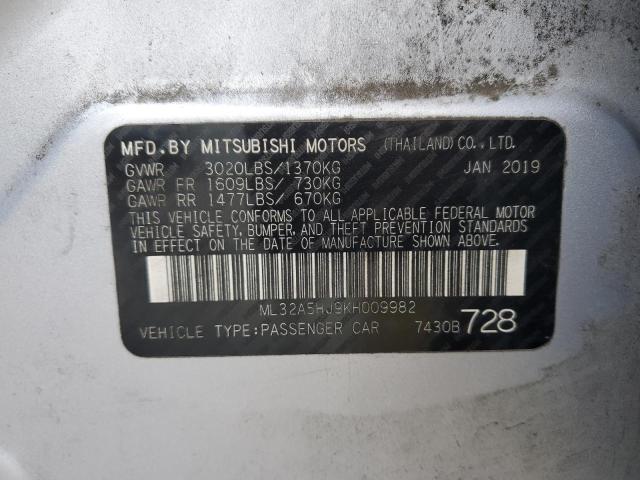 MFD.BY MITSUBISHI MOTORS (THAILAND)CO.,LTD.
GVWR 3020LBS/1370KG JAN 2019
GAWR FR 1609LBS/ 730KG
GAWR RR 1477LBS/ 670KG
THIS VEHICLE CONFORMS TO ALL APPLICABLE FEDERAL MOTOR
VEHICLE SAFETY, BUMPER, AND THEFT PREVENTION STANDARDS
IN EFFECT ON THE DATE OF MANUFACTURE SHOWN ABOVE.
ML32A5HJ9KH009982
VEHICLE TYPE:PASSENGER CAR 7430B 728